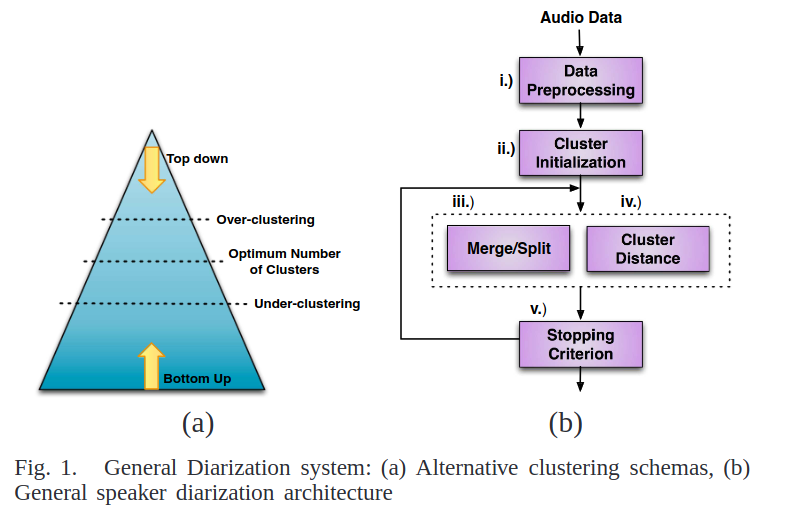 Top down
Over-clustering
Optimum Number
of Clusters
Under-clustering
Bottom Up
(a)
Audio Data
i.)
Data
Preprocessing
ii.)
Cluster
Initialization
iii.)
iv.)
Merge/Split
Cluster
Distance
v.)
Stopping
Criterion
(b)
Fig. 1. General Diarization system: (a) Alternative clustering schemas, (b)
General speaker diarization architecture